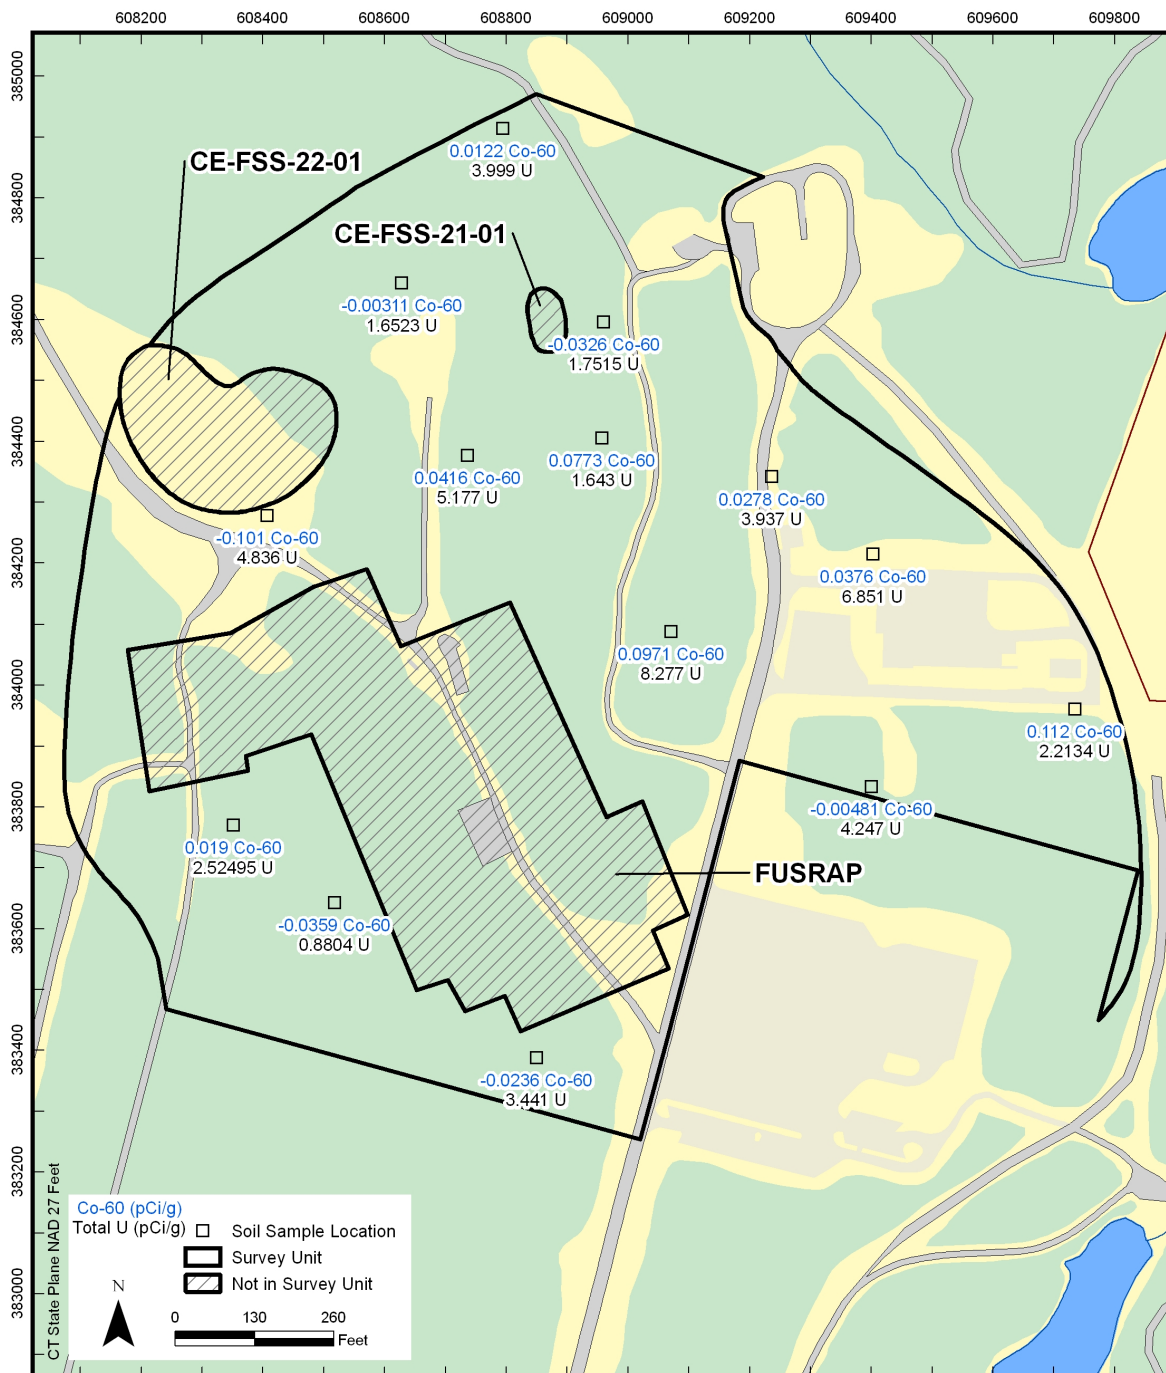 608200 608400 608600 608800 609000 609200 609400 609600 609800
385000
384800
384600
384400
384200
384000
383800
383600
383400
383200
383000
0.0122 Co-60
3.999 U
CE-FSS-22-01
CE-FSS-21-01
-0.00311 Co-60
1.6523 U
-0.0326 Co-60
1.7515 U
0.0773 Co-60
1.643 U
0.0416 Co-60
5.177 U
0.0278 Co-60
3.937 U
-0.101 Co-60
4.836 U
0.0376 Co-60
6.851 U
0.0971 Co-60
8.277 U
0.112 Co-60
2.2134 U
-0.00481 Co-60
4.247 U
0.019 Co-60
2.52495 U
FUSRAP
-0.0359 Co-60
0.8804 U
-0.0236 Co-60
3.441 U
CT State Plane NAD 27 Feet
Co-60 (pCi/g)
Total U (pCi/g)
Soil Sample Location
Survey Unit
Not in Survey Unit
N
0 130 260
Feet